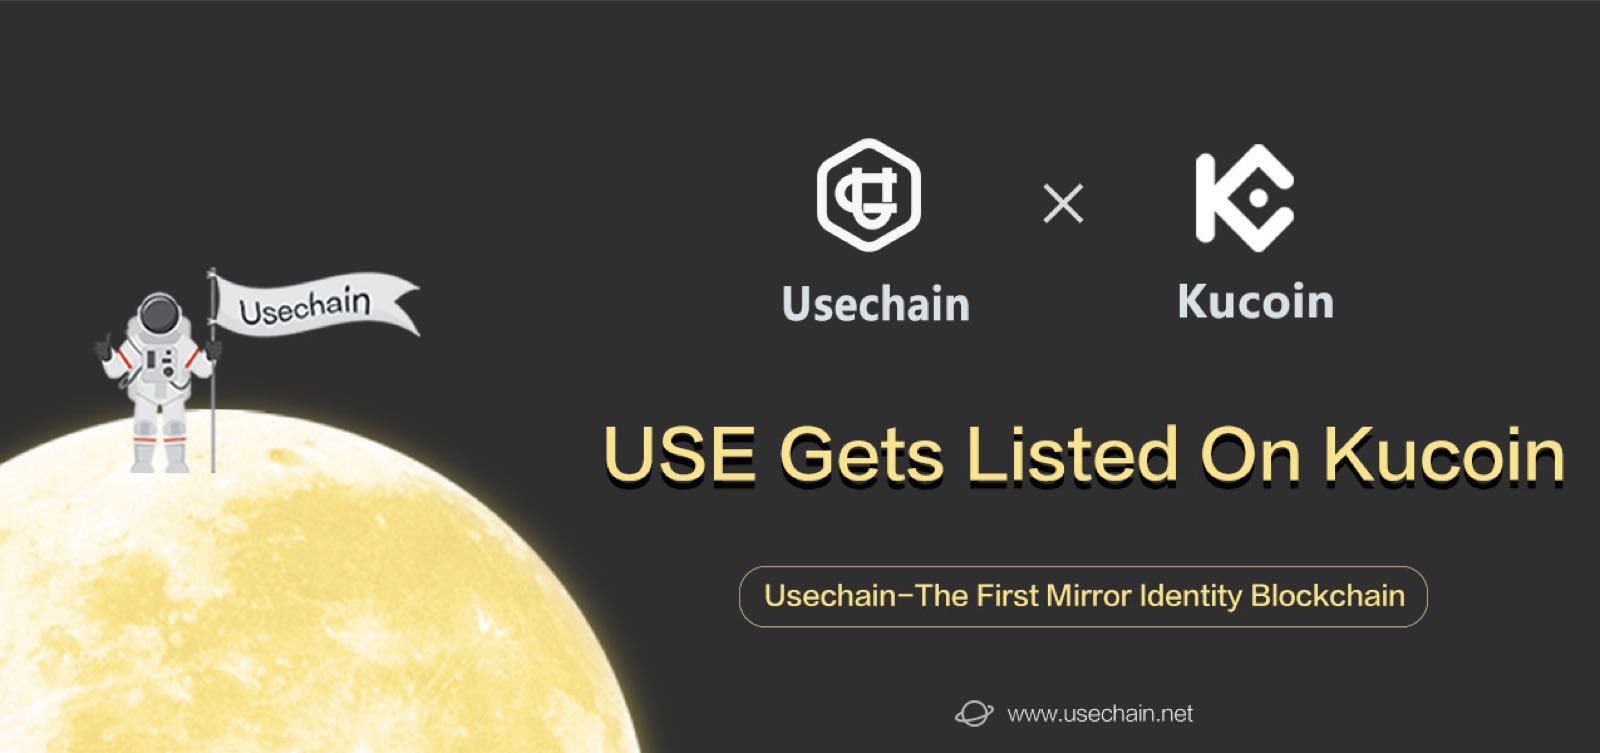 Usechain
Usechain
×
Kucoin
USE Gets Listed On Kucoin
Usechain-The First Mirror Identity Blockchain
www.usechain.net